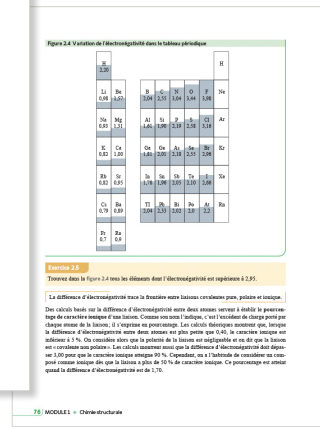 Figure 2.4 Variation de l'électronégativité dans le tableau périodique
H H
2,20
Li Be B C N O F Ne
0,98 1,57 2,04 2,55 3,04 3,44 3,98
Na Mg Al Si P S Cl Ar
0,93 1,31 1,61 1,90 2,19 2,58 3,16
K Ca Ga Ge As Se Br Kr
0,82 1,00 1,81 2,01 2,18 2,55 2,96
Rb Sr In Sn Sb Te I Xe
0,82 0,95 1,78 1,96 2,05 2,10 2,66
Cs Ba Tl Pb Bi Po At Rn
0,79 0,89 2,04 2,33 2,02 2,0 2,2
Fr Ra
0,7 0,9
Exercice 2.5
Trouvez dans la figure 2.4 tous les éléments dont l'électronégativité est supérieure à 2,95.
La différence d'électronégativité trace la frontière entre liaisons covalentes pure, polaire et ionique.
Des calculs basés sur la différence d'électronégativité entre deux atomes servent à établir le pourcen-
tage de caractère ionique d'une liaison. Comme son nom l'indique, c'est l'excédent de charge porté par
chaque atome de la liaison; il s'exprime en pourcentage. Les calculs théoriques montrent que, lorsque
la différence d'électronégativité entre deux atomes est plus petite que 0,40, le caractère ionique est
inférieur à 5 %. On considère alors que la polarité de la liaison est négligeable et on dit que la liaison
est « covalente non polaire ». Les calculs montrent aussi que la différence d'électronégativité doit dépas-
ser 3,00 pour que le caractère ionique atteigne 90 %. Cependant, on a l'habitude de considérer un com-
posé comme ionique dès que la liaison a plus de 50 % de caractère ionique. Ce pourcentage est atteint
quand la différence d'électronégativité est de 1,70.
76 MODULE 1 Chimie structurale